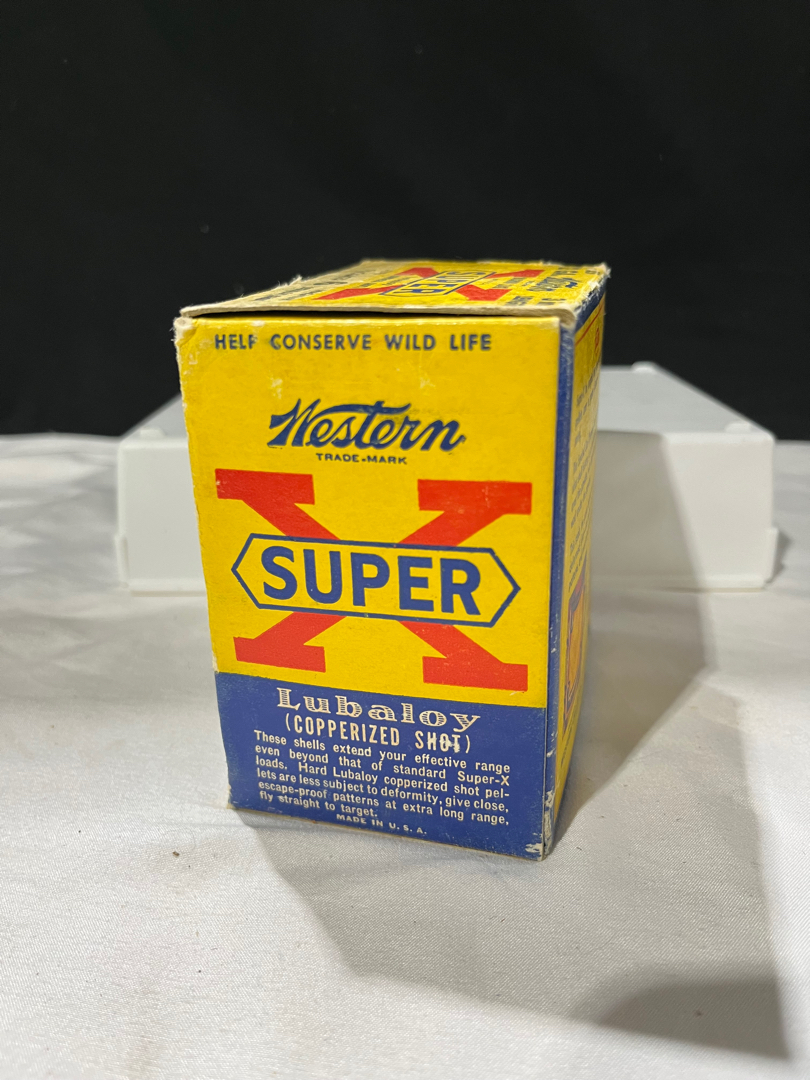 SUPER
HELP CONSERVE WILD LIFE
Western
TRADE-MARK
X
SUPER
Lubaloy
(COPPERIZED SHOT)
These shells extend your effective range
even beyond that of standard Super-X
loads. Hard Lubaloy copperized shot pel-
lets are less subject to deformity, give close,
escape-proof patterns at extra long range,
fly straight to target.
MADE IN U. S. A.